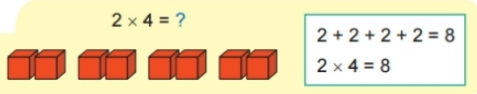 2 × 4 = ?
2 + 2 + 2 + 2 = 8
2 × 4 = 8